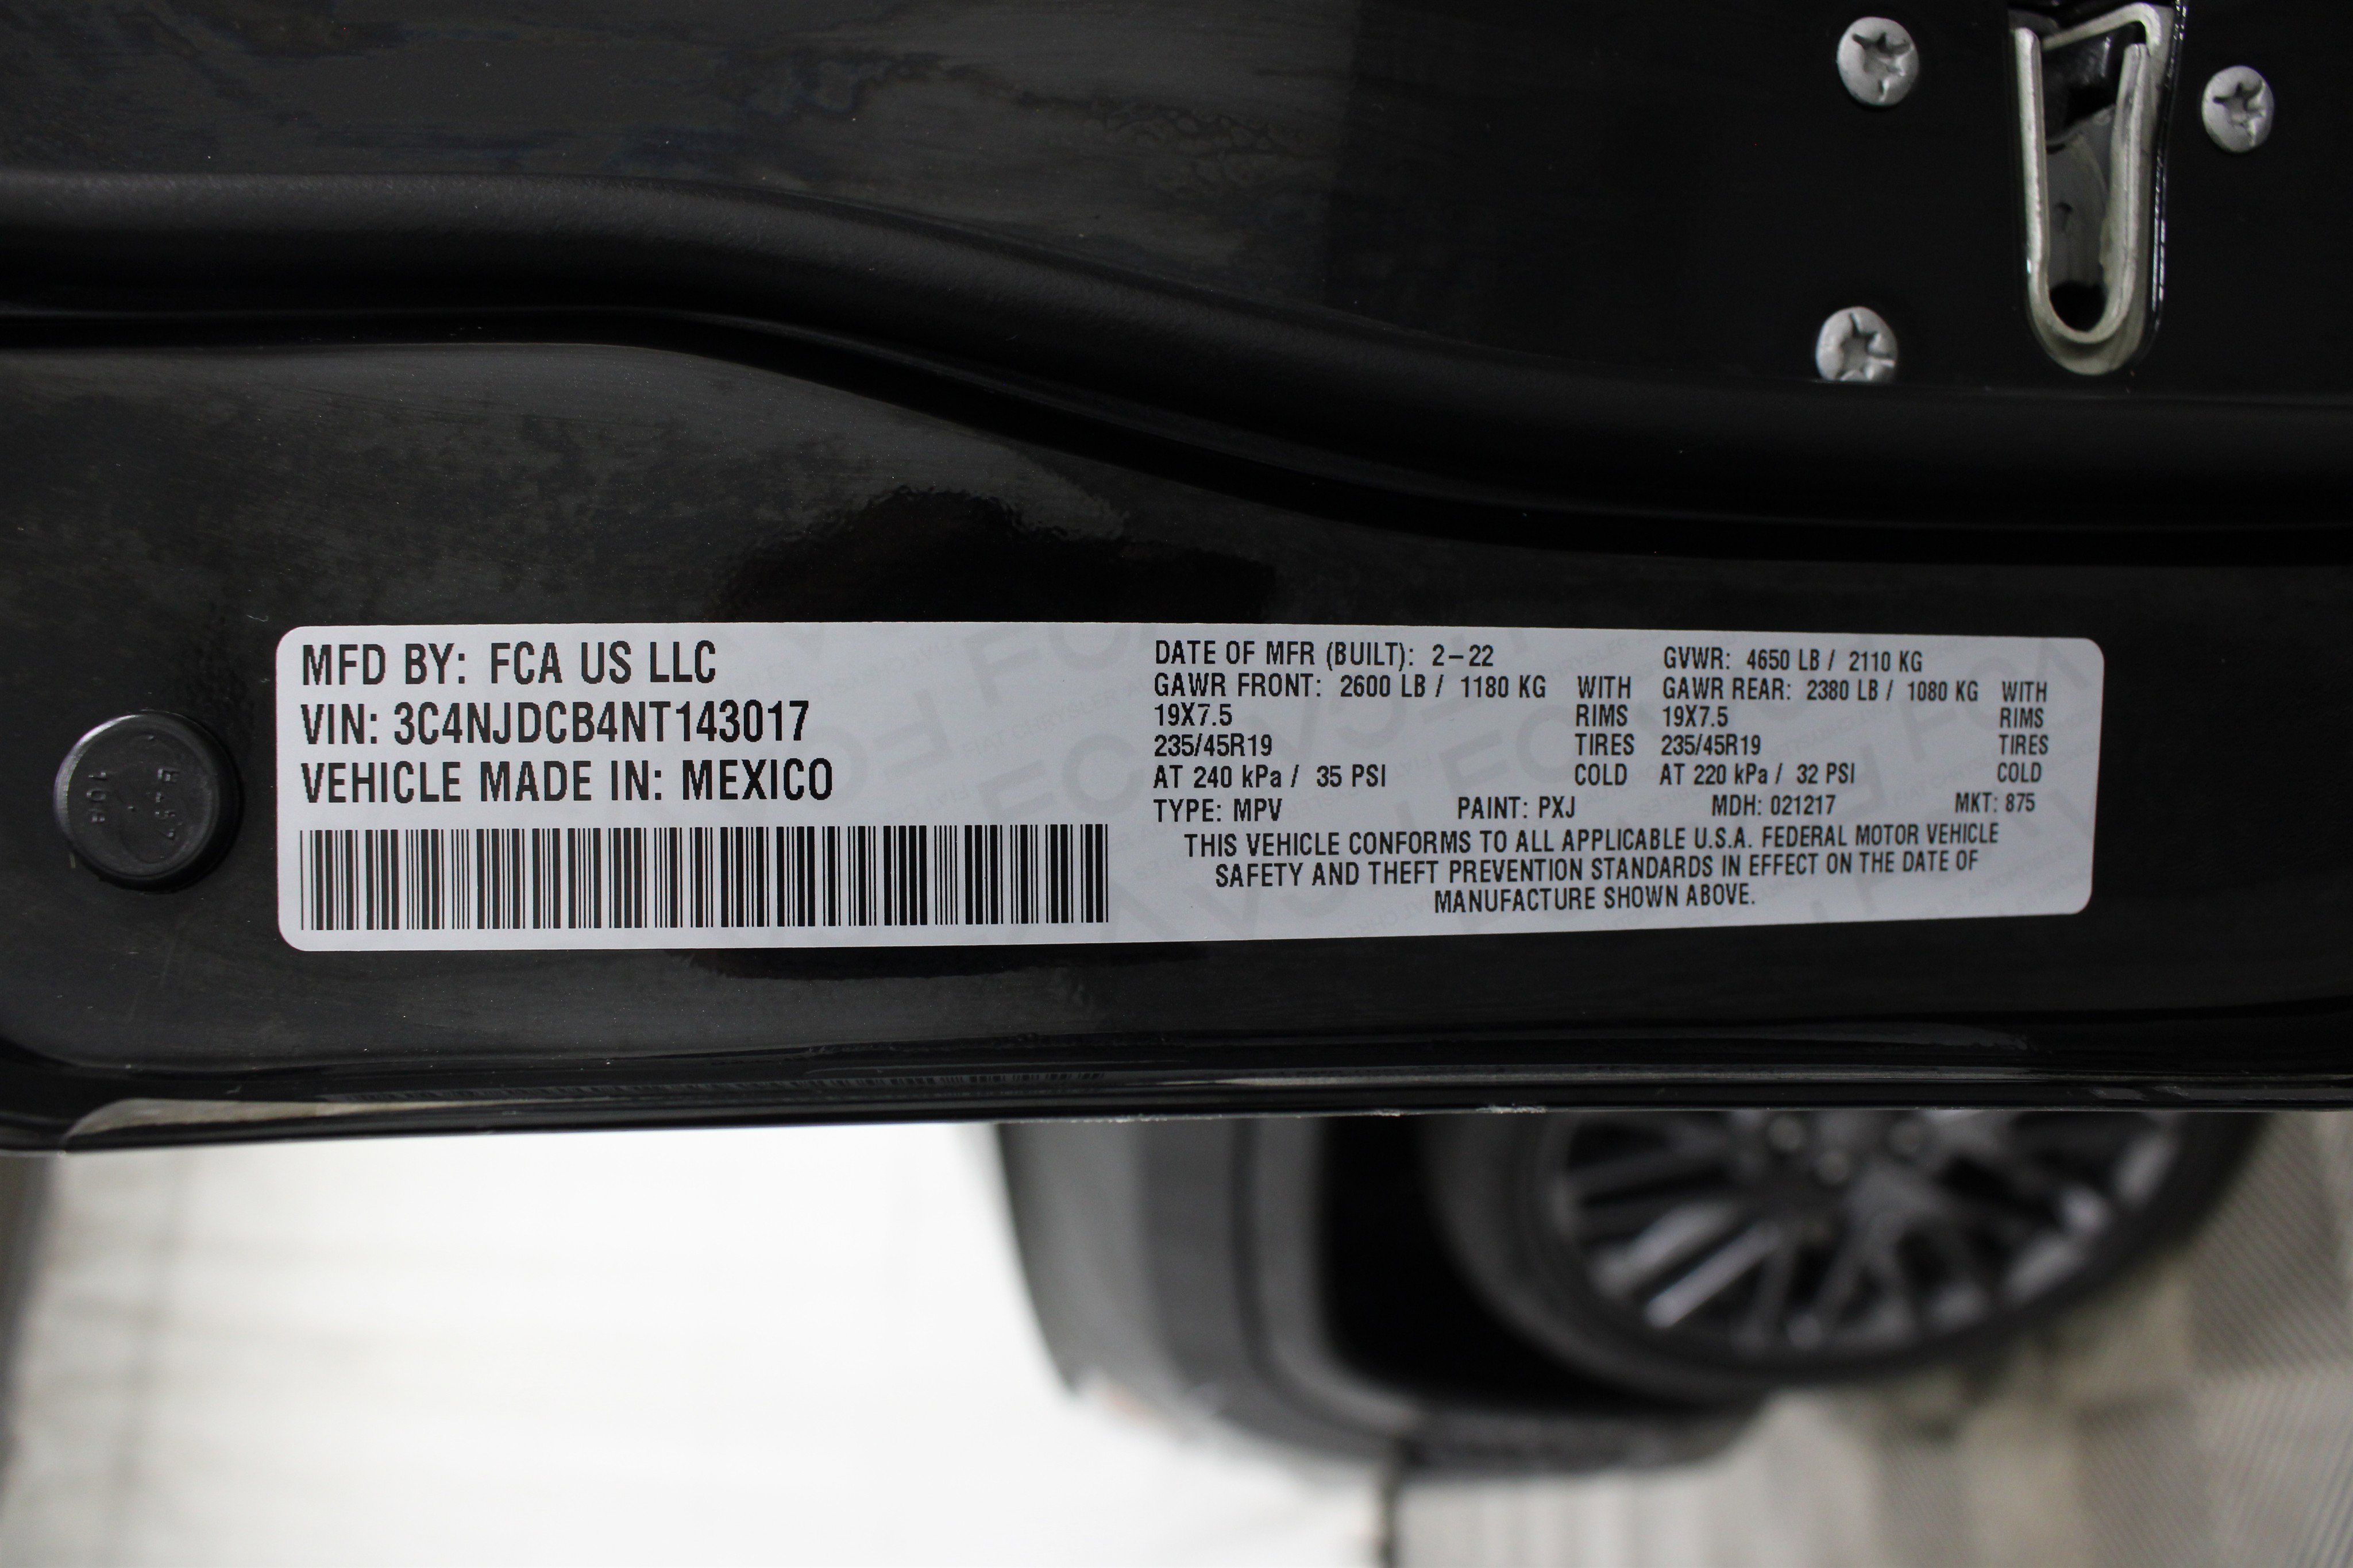 MFD BY: FCA US LLC
VIN: 3C4NJDCB4NT143017
VEHICLE MADE IN: MEXICO
DATE OF MFR (BUILT): 2-22 GVWR: 4650 LB / 2110 KG
GAWR FRONT: 2600 LB / 1180 KG WITH GAWR REAR: 2380 LB / 1080 KG WITH
19X7.5 RIMS 19X7.5 RIMS
235/45R19 TIRES 235/45R19 TIRES
AT 240 kPa / 35 PSI COLD AT 220 kPa / 32 PSI COLD
TYPE: MPV PAINT: PXJ MDH: 021217 MKT: 875
THIS VEHICLE CONFORMS TO ALL APPLICABLE U.S.A. FEDERAL MOTOR VEHICLE
SAFETY AND THEFT PREVENTION STANDARDS IN EFFECT ON THE DATE OF
MANUFACTURE SHOWN ABOVE.